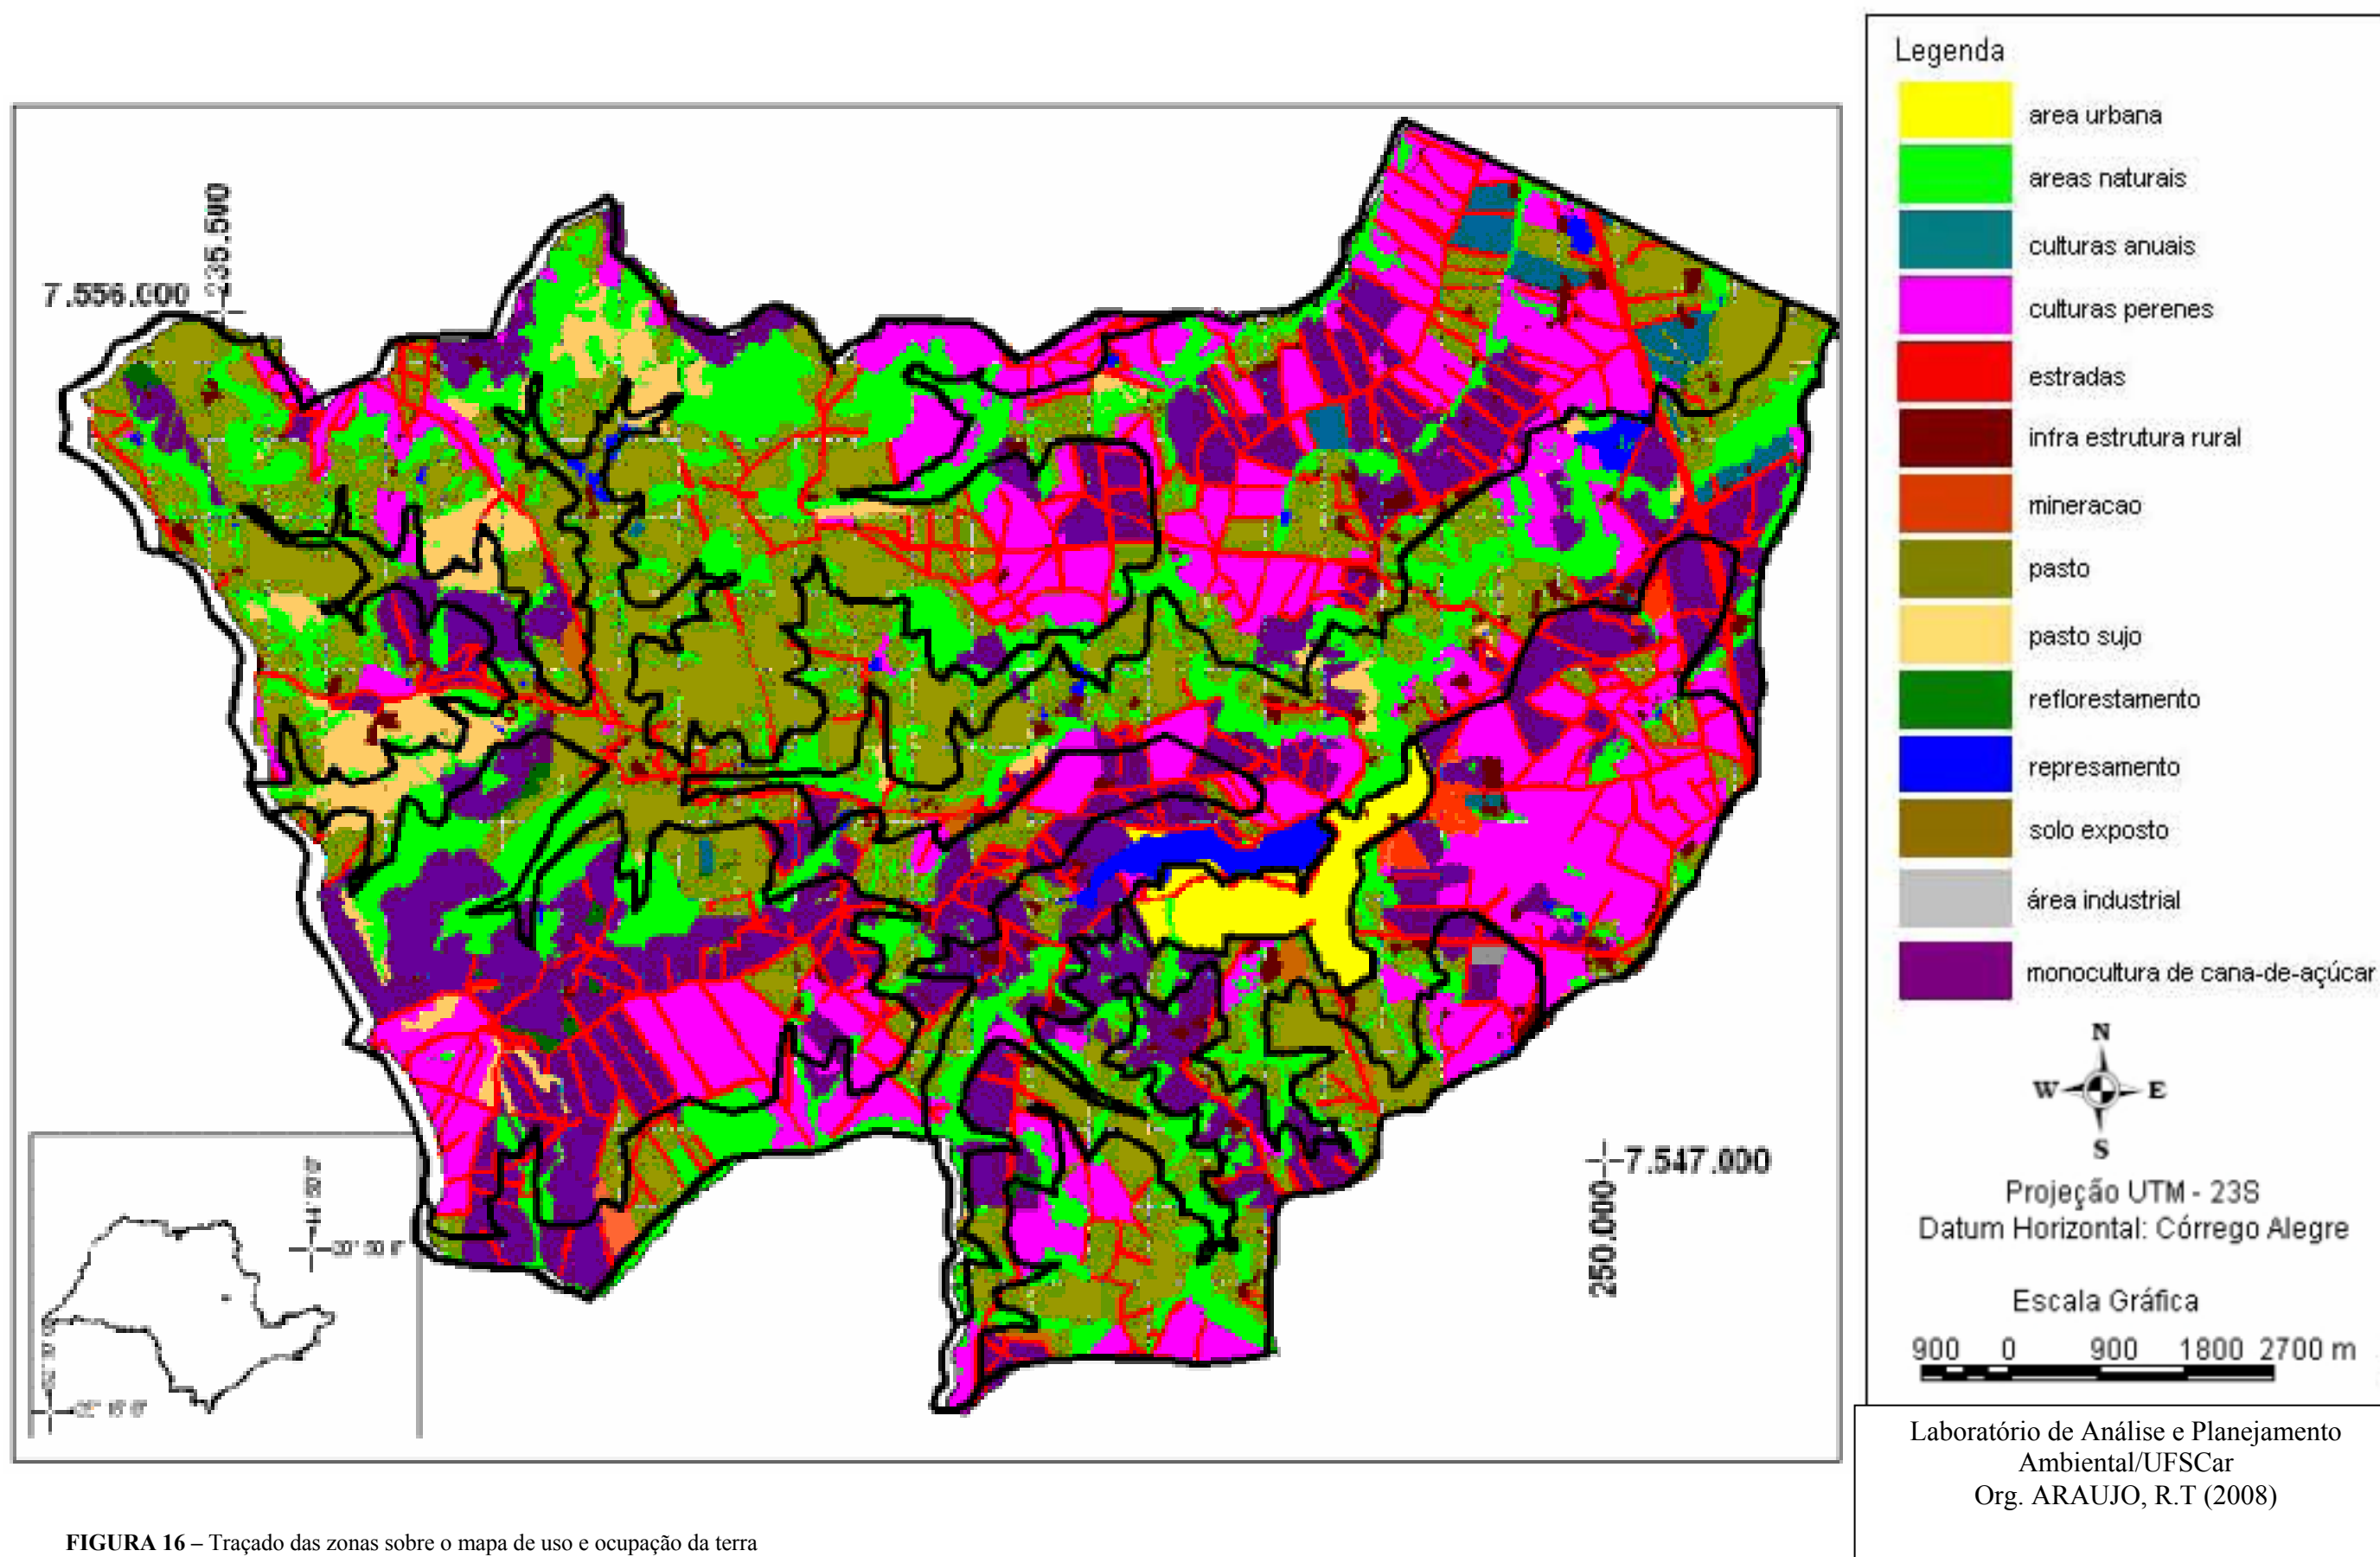 Legenda
area urbana
areas naturais
culturas anuais
culturas perenes
estradas
infra estrutura rural
mineracao
pasto
pasto sujo
reflorestamento
represamento
solo exposto
área industrial
monocultura de cana-de-açúcar
N
W E
S
Projeção UTM - 23S
Datum Horizontal: Córrego Alegre
Escala Gráfica
900 0 900 1800 2700 m
Laboratório de Análise e Planejamento
Ambiental/UFSCar
Org. ARAUJO, R.T (2008)
235.500
7.556.000
7.547.000
250.000
FIGURA 16 – Traçado das zonas sobre o mapa de uso e ocupação da terra